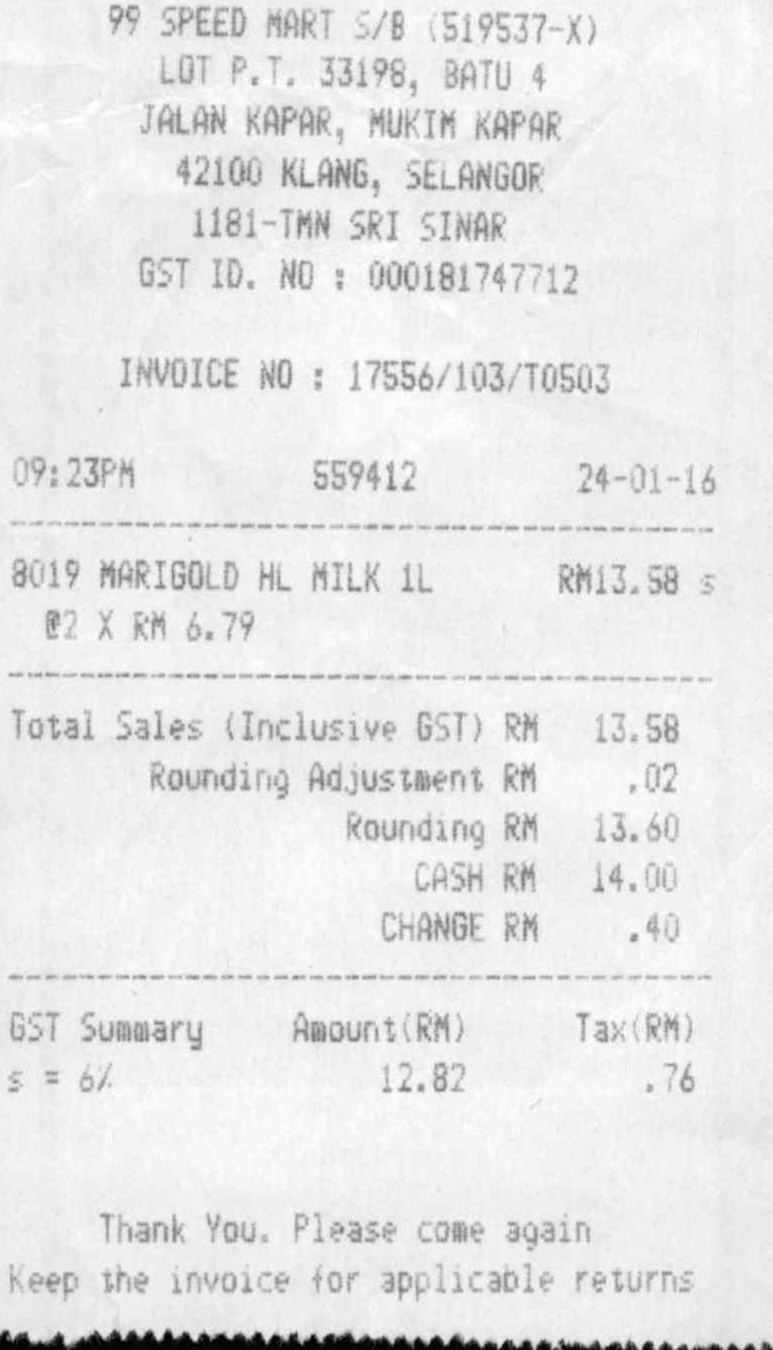 99 SPEED MART S/B (519537-X)
LOT P.T. 33198, BATU 4
JALAN KAPAR, MUKIM KAPAR
42100 KLANG, SELANGOR
1181-TMN SRI SINAR
GST ID. NO : 000181747712
INVOICE NO : 17556/103/T0503
09:23PM 559412 24-01-16
8019 MARIGOLD HL MILK 1L RM13.58 s
@2 X RM 6.79
Total Sales (Inclusive GST) RM 13.58
Rounding Adjustment RM .02
Rounding RM 13.60
CASH RM 14.00
CHANGE RM .40
GST Summary Amount(RM) Tax(RM)
s = 6% 12.82 .76
Thank You. Please come again
Keep the invoice for applicable returns